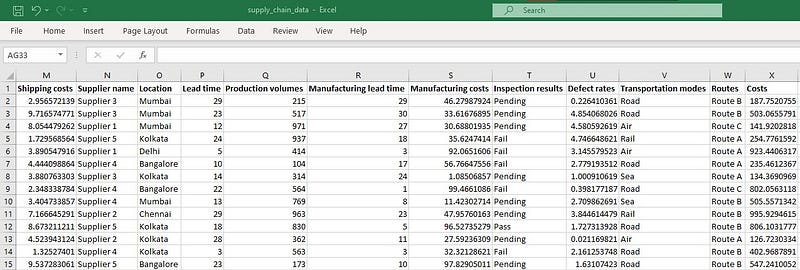 supply_chain_data - Excel
Search
File Home Insert Page Layout Formulas Data Review View Help
AG33 fx
M N O P Q R S T U V W X
1 Shipping costs Supplier name Location Lead time Production volumes Manufacturing lead time Manufacturing costs Inspection results Defect rates Transportation modes Routes Costs
2 2.956572139 Supplier 3 Mumbai 29 215 29 46.27987924 Pending 0.226410361 Road Route B 187.7520755
3 9.716574771 Supplier 3 Mumbai 23 517 30 33.61676895 Pending 4.854068026 Road Route B 503.0655791
4 8.054479262 Supplier 1 Mumbai 12 971 27 30.68801935 Pending 4.580592619 Air Route C 141.9202818
5 1.729568564 Supplier 5 Kolkata 24 937 18 35.6247414 Fail 4.746648621 Rail Route A 254.7761592
6 3.890547916 Supplier 1 Delhi 5 414 3 92.0651606 Fail 3.145579523 Air Route A 923.4406317
7 4.444098864 Supplier 4 Bangalore 10 104 17 56.76647556 Fail 2.779193512 Road Route A 235.4612367
8 3.880763303 Supplier 3 Kolkata 14 314 24 1.08506857 Pending 1.000910619 Sea Route A 134.3690969
9 2.348338784 Supplier 4 Bangalore 22 564 1 99.4661086 Fail 0.398177187 Road Route C 802.0563118
10 3.404733857 Supplier 4 Mumbai 13 769 8 11.42302714 Pending 2.709862691 Sea Route B 505.5571342
11 7.166645291 Supplier 2 Chennai 29 963 23 47.95760163 Pending 3.844614479 Rail Route B 995.9294615
12 8.673211211 Supplier 5 Kolkata 18 830 5 96.52735279 Pass 1.727313928 Road Route B 806.1031777
13 4.523943124 Supplier 2 Kolkata 28 362 11 27.59236309 Pending 0.021169821 Air Route A 126.7230334
14 1.32527401 Supplier 4 Kolkata 3 563 3 32.32128621 Fail 2.161253748 Road Route B 402.9687891
15 9.537283061 Supplier 5 Bangalore 23 173 10 97.82905011 Pending 1.63107423 Road Route B 547.2410052